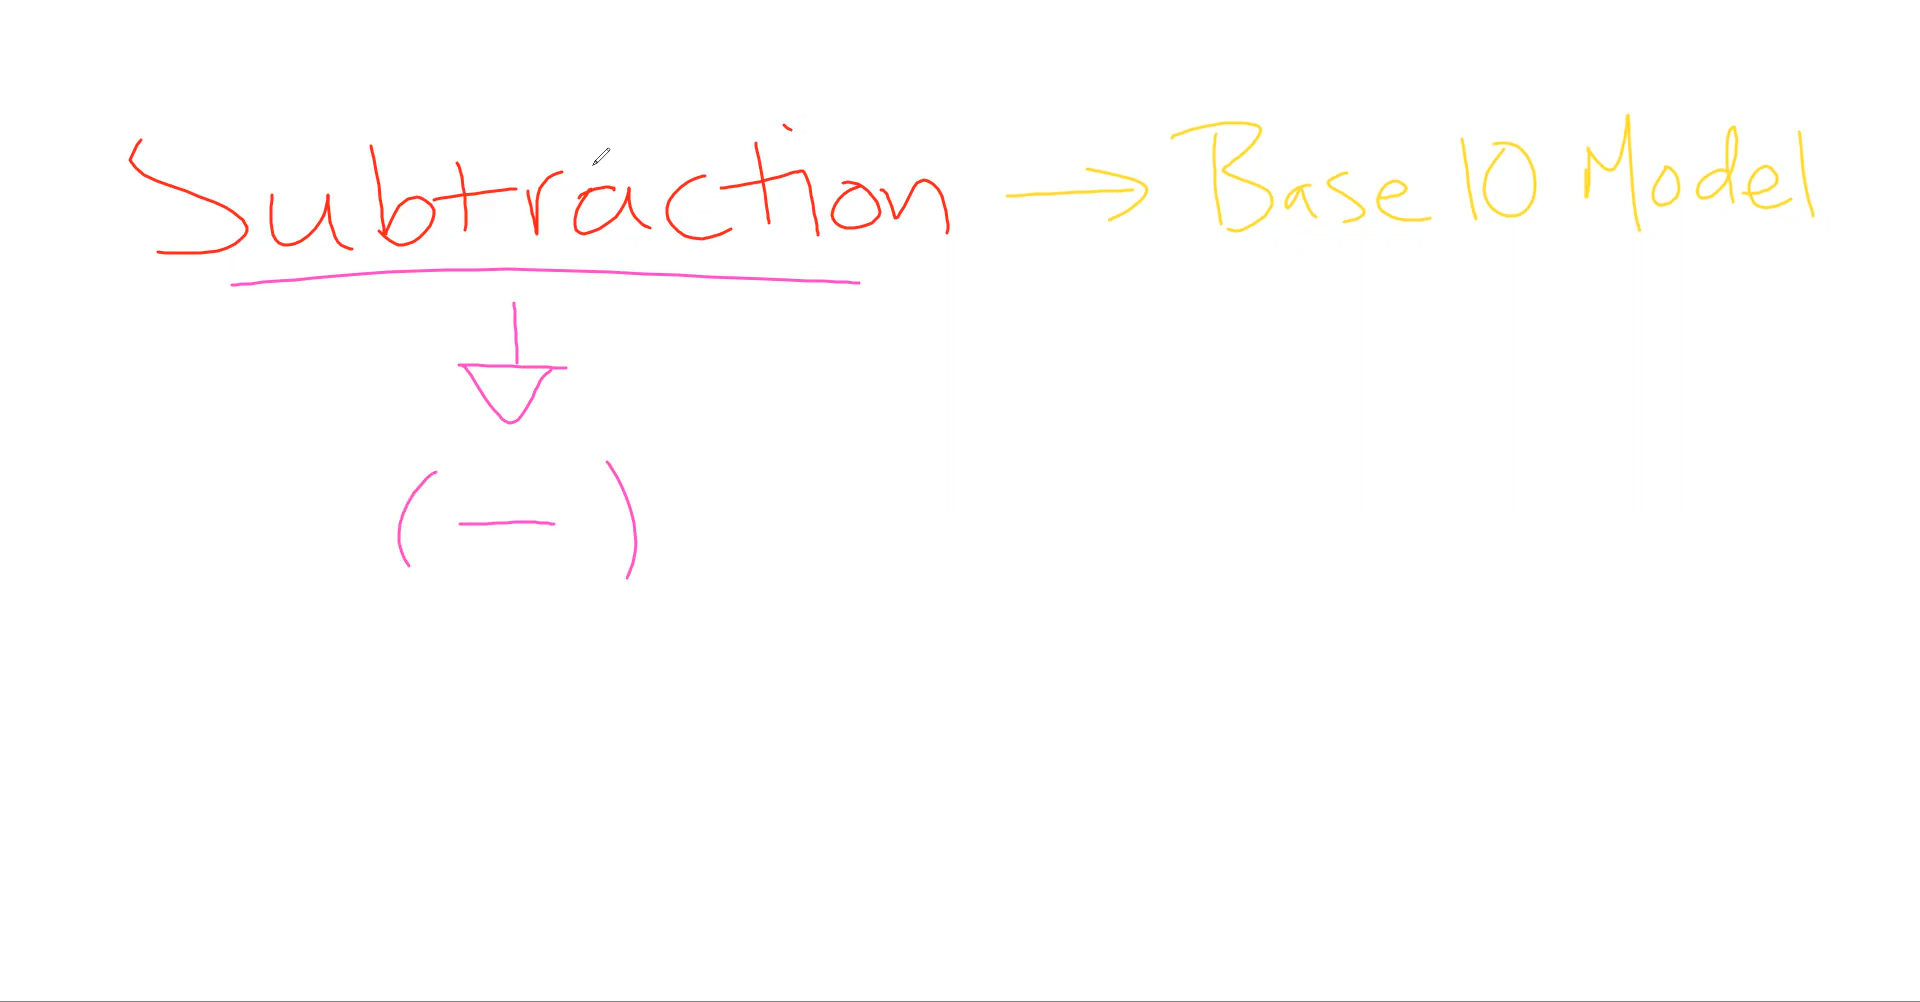 Subtraction → Base 10 Model
( — )